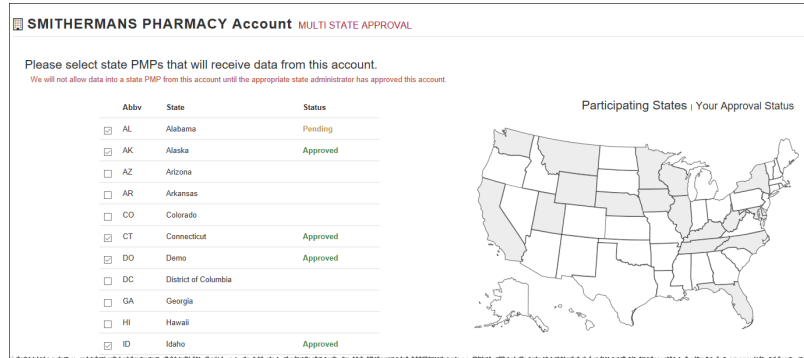 SMITHERMANS PHARMACY Account MULTI STATE APPROVAL
Please select state PMPs that will receive data from this account.
We will not allow data into a state PMP from this account until the appropriate state administrator has approved this account.
Participating States | Your Approval Status
Abbv State Status
AL Alabama Pending
AK Alaska Approved
AZ Arizona
AR Arkansas
CO Colorado
CT Connecticut Approved
DO Demo Approved
DC District of Columbia
GA Georgia
HI Hawaii
ID Idaho Approved